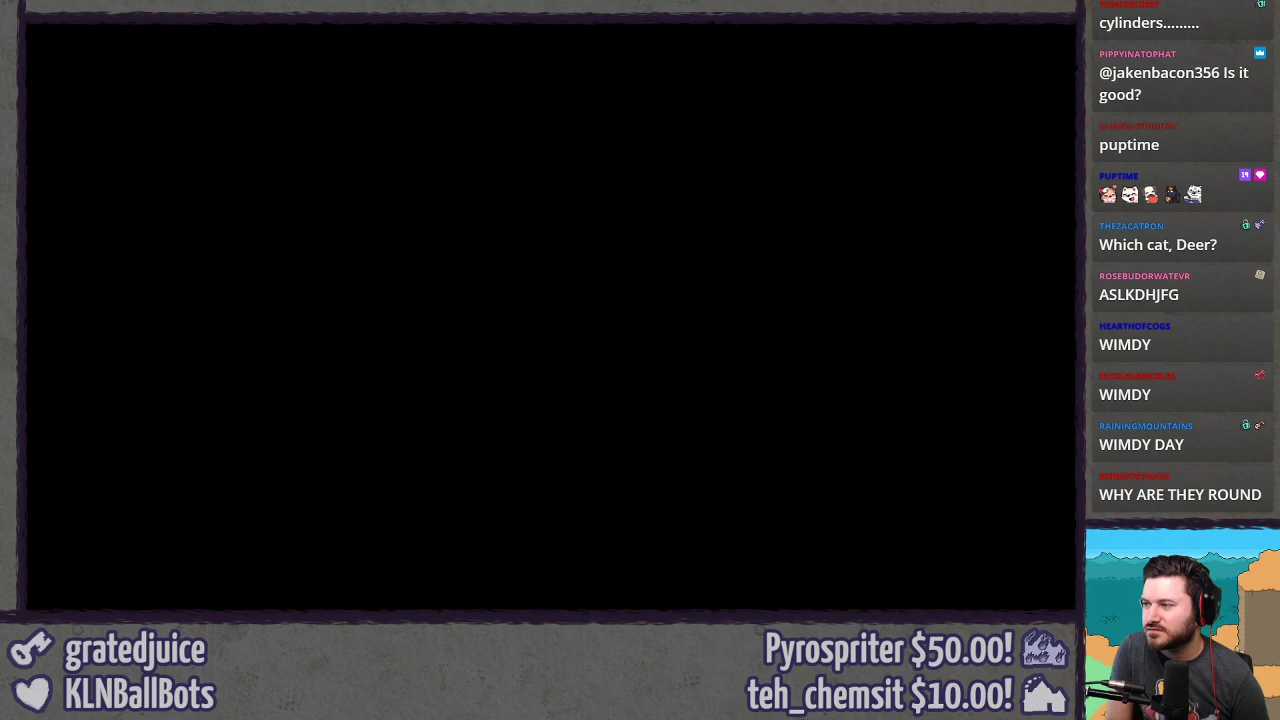 cylinders.........
PIPPYINATOPHAT
@jakenbacon356 Is it
good?
puptime
PUPTIME
19
THEZACATRON
Which cat, Deer?
ROSEBUDORWATEVR
ASLKDHJFG
HEARTHOFCOGS
WIMDY
WIMDY
RAININGMOUNTAINS
WIMDY DAY
WHY ARE THEY ROUND
gratedjuice
KLNBallBots
Pyrospriter $50.00!
teh_chemsit $10.00!